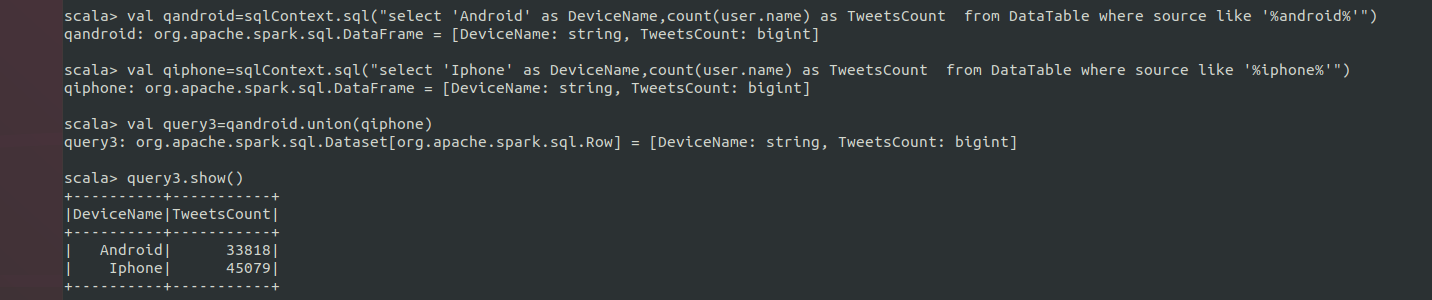 scala> val qandroid=sqlContext.sql("select 'Android' as DeviceName,count(user.name) as TweetsCount  from DataTable where source like '%android%'")
qandroid: org.apache.spark.sql.DataFrame = [DeviceName: string, TweetsCount: bigint]
scala> val qiphone=sqlContext.sql("select 'Iphone' as DeviceName,count(user.name) as TweetsCount  from DataTable where source like '%iphone%'")
qiphone: org.apache.spark.sql.DataFrame = [DeviceName: string, TweetsCount: bigint]
scala> val query3=qandroid.union(qiphone)
query3: org.apache.spark.sql.Dataset[org.apache.spark.sql.Row] = [DeviceName: string, TweetsCount: bigint]
scala> query3.show()
+----------+-----------+
|DeviceName|TweetsCount|
+----------+-----------+
|   Android|      33818|
|    Iphone|      45079|
+----------+-----------+